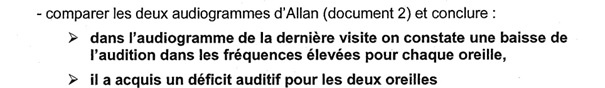 - comparer les deux audiogrammes d'Allan (document 2) et conclure :
➤ dans l'audiogramme de la dernière visite on constate une baisse de
l'audition dans les fréquences élevées pour chaque oreille,
➤ il a acquis un déficit auditif pour les deux oreilles